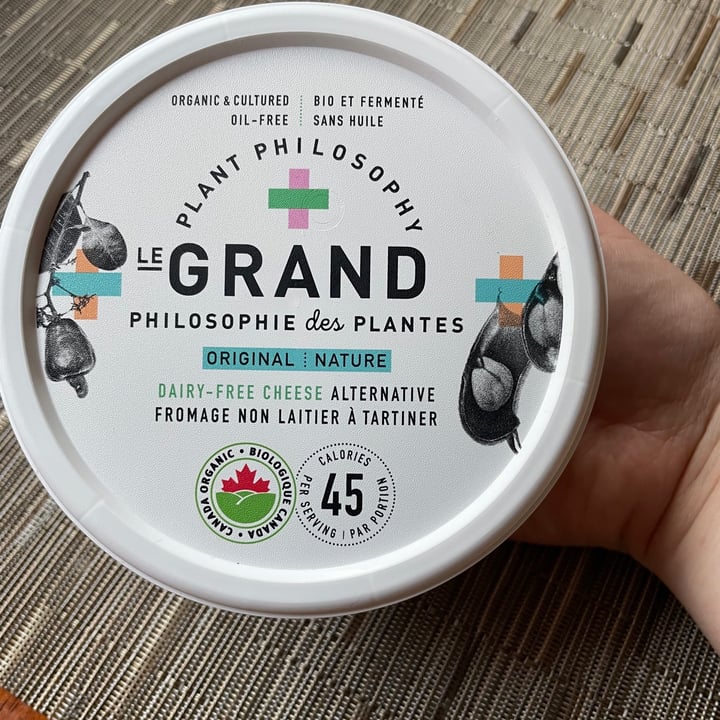 ORGANIC & CULTURED | BIO ET FERMENTÉ
OIL-FREE | SANS HUILE
PLANT PHILOSOPHY
LE GRAND
PHILOSOPHIE des PLANTES
ORIGINAL | NATURE
DAIRY-FREE CHEESE ALTERNATIVE
FROMAGE NON LAITIER À TARTINER
CANADA ORGANIC • BIOLOGIQUE CANADA •
CALORIES
45
PER SERVING | PAR PORTION